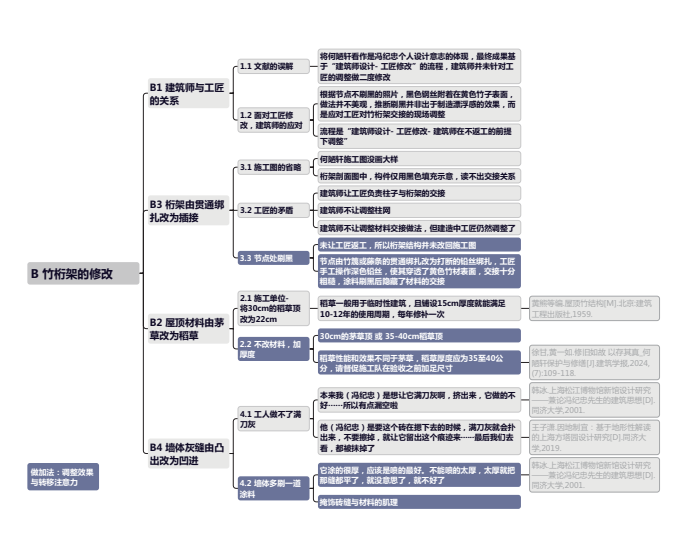 B 竹桁架的修改
B1 建筑师与工匠
的关系
1.1 文献的误解
将何陋轩看作是冯纪忠个人设计意志的体现，最终成果基
于“建筑师设计- 工匠修改”的流程，建筑师并未针对工
匠的调整做二度修改
1.2 面对工匠修
改，建筑师的应对
根据节点不刷黑的照片，黑色钢丝附着在黄色竹子表面，
做法并不美观，推断刷黑并非出于制造漂浮感的效果，而
是应对工匠对竹桁架交接的现场调整
流程是“建筑师设计- 工匠修改- 建筑师在不返工的前提
下调整”
B3 桁架由贯通绑
扎改为插接
3.1 施工图的省略
何陋轩施工图没画大样
桁架剖面图中，构件仅用黑色填充示意，读不出交接关系
3.2 工匠的矛盾
建筑师让工匠负责柱子与桁架的交接
建筑师不让调整柱网
建筑师不让调整材料交接做法，但建造中工匠仍然调整了
3.3 节点处刷黑
未让工匠返工，所以桁架结构并未改回施工图
节点由竹篾或藤条的贯通绑扎改为打断的铅丝绑扎，工匠
手工操作深色铅丝，使其穿透了黄色竹材表面，交接十分
粗糙，涂料刷黑后隐藏了材料的交接
B2 屋顶材料由茅
草改为稻草
2.1 施工单位-
将30cm的稻草顶
改为22cm
稻草一般用于临时性建筑，且铺设15cm厚度就能满足
10-12年的使用周期，每年修补一次
黄熊等编.屋顶竹结构[M].北京:建筑
工程出版社,1959.
2.2 不改材料，加
厚度
30cm的茅草顶 或 35-40cm稻草顶
稻草性能和效果不同于茅草，稻草厚度应为35至40公
分，请督促施工队在验收之前加足尺寸
徐甘,黄一如.修旧如故 以存其真_何
陋轩保护与修缮[J].建筑学报,2024,
(7):109-118.
B4 墙体灰缝由凸
出改为凹进
4.1 工人做不了满
刀灰
本来我（冯纪忠）是想让它满刀灰啊，挤出来，它做的不
好······所以有点漏空啦
韩冰.上海松江博物馆新馆设计研究
——兼论冯纪忠先生的建筑思想[D].
同济大学,2001.
他（冯纪忠）是要这个砖在摁下去的时候，满刀灰就会扑
出来，不要擦掉，就让它留出这个痕迹来······最后我们去
看，都被抹掉了
王子潇.因地制宜：基于地形性解读
的上海方塔园设计研究[D].同济大
学,2019.
4.2 墙体多刷一道
涂料
它涂的很厚，应该是喷的最好，不能喷的太厚，太厚就把
那缝都平了，就没意思了，就不好了
韩冰.上海松江博物馆新馆设计研究
——兼论冯纪忠先生的建筑思想[D].
同济大学,2001.
掩饰砖缝与材料的肌理
做加法：调整效果
与转移注意力